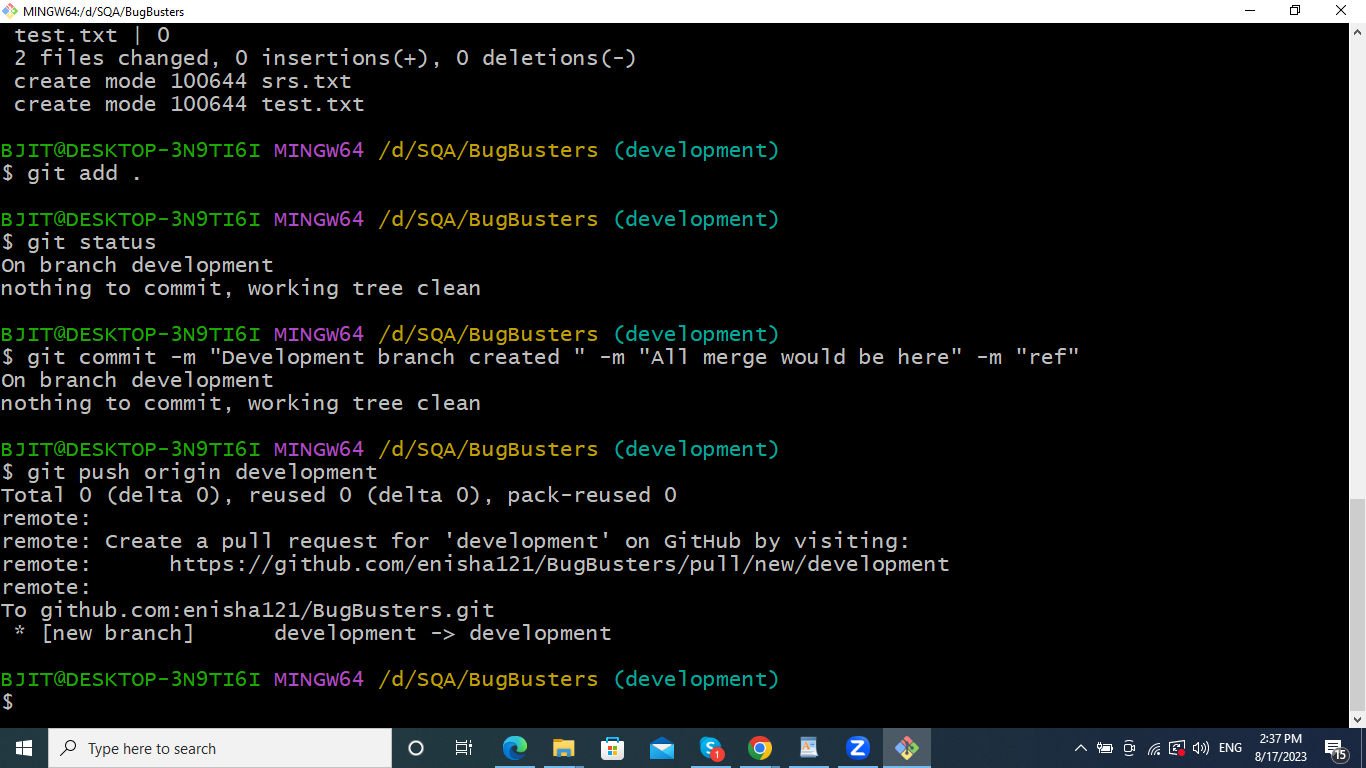 MINGW64:/d/SQA/BugBusters
test.txt | 0
2 files changed, 0 insertions(+), 0 deletions(-)
create mode 100644 srs.txt
create mode 100644 test.txt
BJIT@DESKTOP-3N9TI6I MINGW64 /d/SQA/BugBusters (development)
$ git add .
BJIT@DESKTOP-3N9TI6I MINGW64 /d/SQA/BugBusters (development)
$ git status
On branch development
nothing to commit, working tree clean
BJIT@DESKTOP-3N9TI6I MINGW64 /d/SQA/BugBusters (development)
$ git commit -m "Development branch created " -m "All merge would be here" -m "ref"
On branch development
nothing to commit, working tree clean
BJIT@DESKTOP-3N9TI6I MINGW64 /d/SQA/BugBusters (development)
$ git push origin development
Total 0 (delta 0), reused 0 (delta 0), pack-reused 0
remote:
remote: Create a pull request for 'development' on GitHub by visiting:
remote:      https://github.com/enisha121/BugBusters/pull/new/development
remote:
To github.com:enisha121/BugBusters.git
* [new branch]      development -> development
BJIT@DESKTOP-3N9TI6I MINGW64 /d/SQA/BugBusters (development)
$
Type here to search
1
ENG
2:37 PM
8/17/2023
15